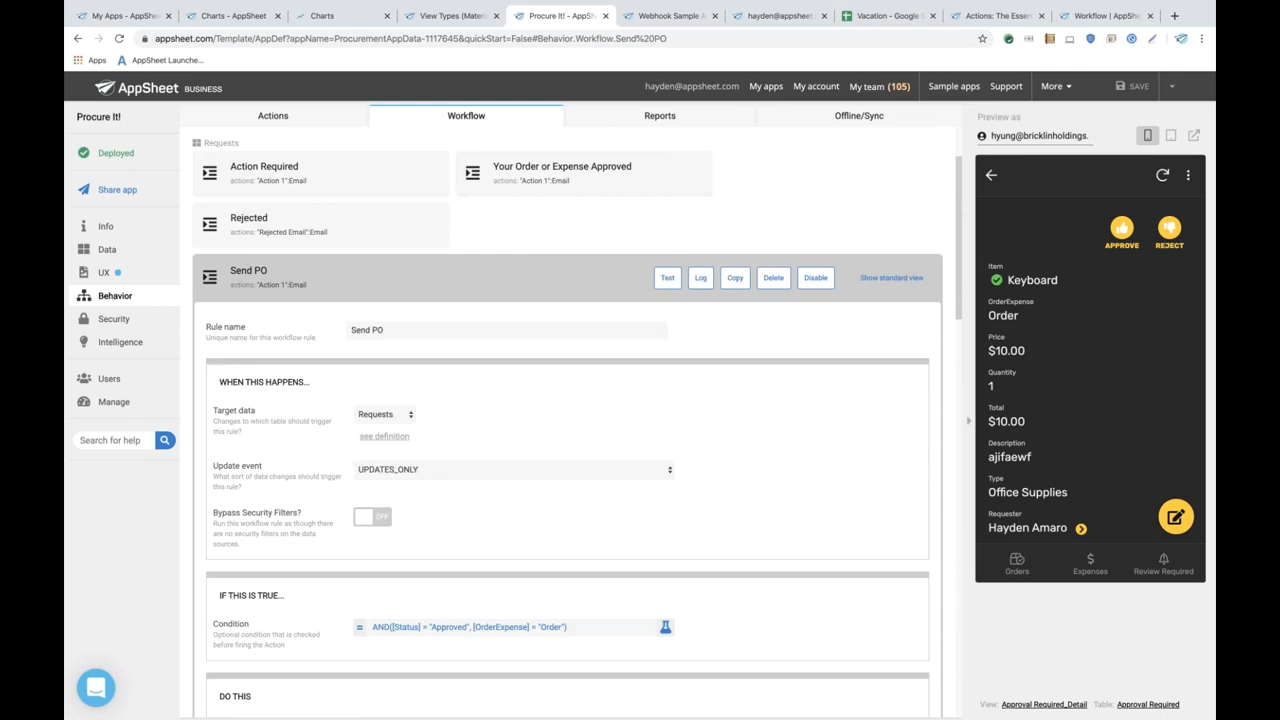 My Apps - AppShe
Charts - AppSheet
Charts
View Types (Materi
Procure It! - AppSh
Webhook Sample A
hayden@appsheet.
Vacation - Google S
Actions: The Essen
Workflow | AppShe
appsheet.com/Template/AppDef?appName=ProcurementAppData-1117645&quickStart=False#Behavior.Workflow.Send%20PO
Apps
AppSheet Launche...
AppSheet BUSINESS
hayden@appsheet.com
My apps
My account
My team (105)
Sample apps
Support
More
SAVE
Procure It!
Deployed
Share app
Info
Data
UX
Behavior
Security
Intelligence
Users
Manage
Search for help
Actions
Workflow
Reports
Offline/Sync
Requests
Action Required
actions: "Action 1":Email
Your Order or Expense Approved
actions: "Action 1":Email
Rejected
actions: "Rejected Email":Email
Send PO
actions: "Action 1":Email
Test
Log
Copy
Delete
Disable
Show standard view
Rule name
Unique name for this workflow rule.
Send PO
WHEN THIS HAPPENS...
Target data
Changes to which table should trigger
this rule?
Requests
see definition
Update event
What sort of data changes should trigger
this rule?
UPDATES_ONLY
Bypass Security Filters?
Run this workflow rule as though there
are no security filters on the data
sources.
OFF
IF THIS IS TRUE...
Condition
Optional condition that is checked
before firing the Action
= AND([Status] = "Approved", [OrderExpense] = "Order")
DO THIS
Preview as
hyung@bricklinholdings.
APPROVE
REJECT
Item
Keyboard
OrderExpense
Order
Price
$10.00
Quantity
1
Total
$10.00
Description
ajifaewf
Type
Office Supplies
Requester
Hayden Amaro
Orders
Expenses
Review Required
View: Approval Required_Detail Table: Approval Required